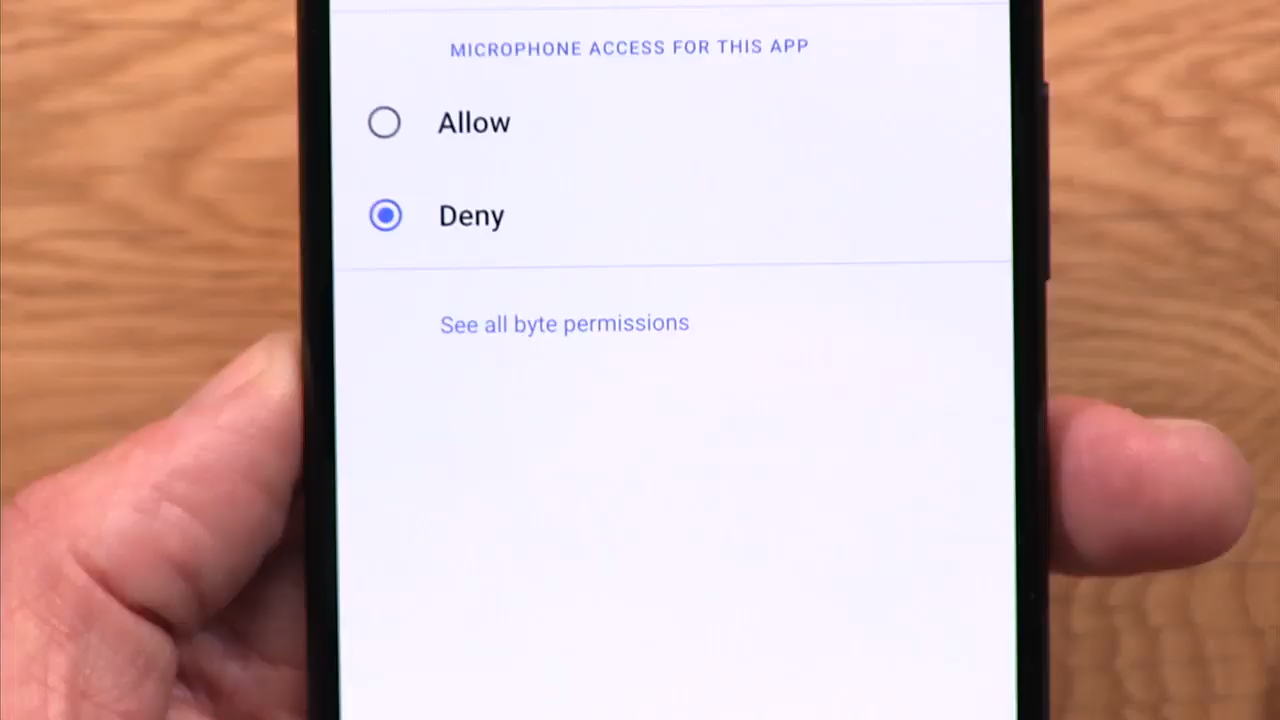 MICROPHONE ACCESS FOR THIS APP
Allow
Deny
See all byte permissions